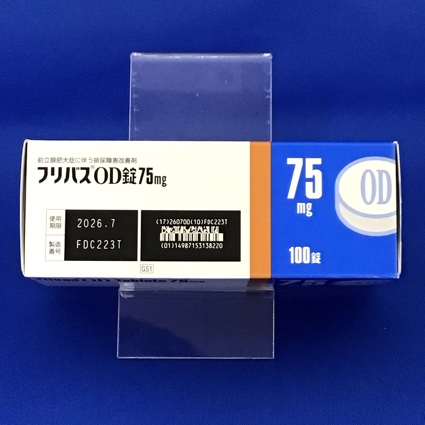 前立腺肥大症に伴う排尿障害改善剤
フリバス®OD錠75mg
使用
期限
2026.7
製造
番号
FDC223T
(17)260700(10)FDC223T
(01)14987153138220
GS1
75
mg
OD
100錠
75